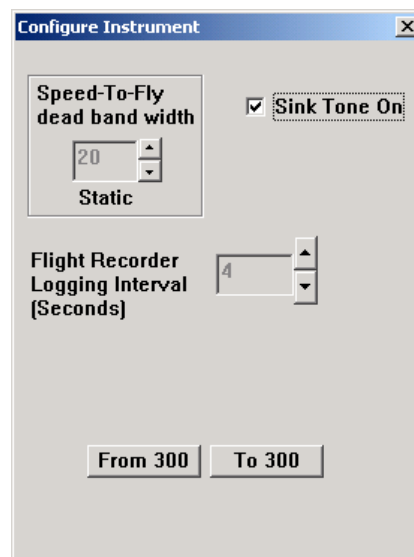 Configure Instrument
Speed-To-Fly
dead band width
20
Static
Sink Tone On
Flight Recorder
Logging Interval
(Seconds)
4
From 300
To 300